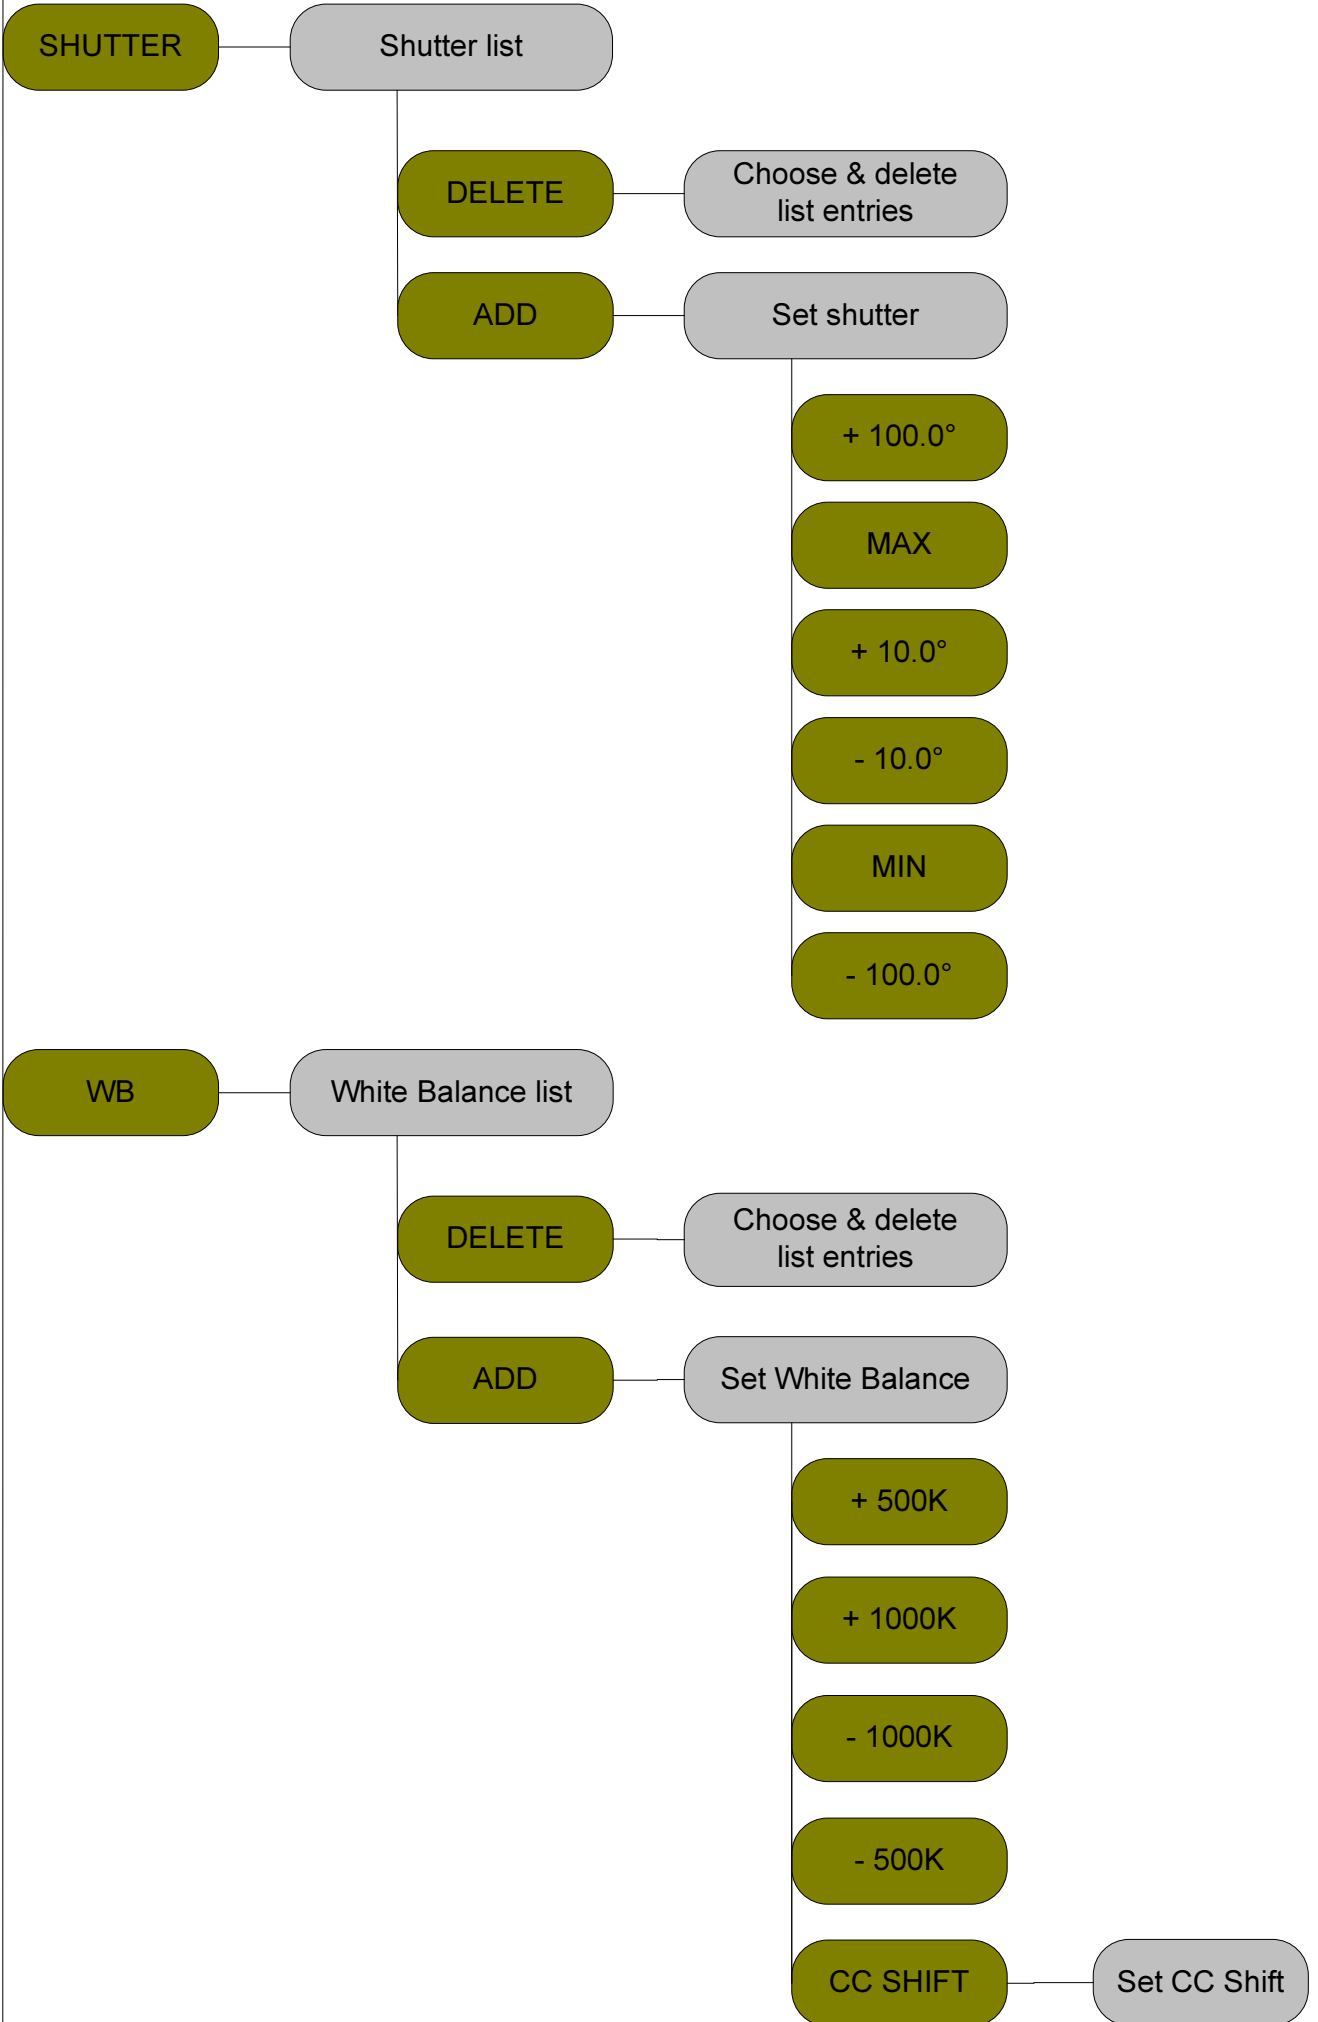 SHUTTER
Shutter list
DELETE
Choose & delete
list entries
ADD
Set shutter
+ 100.0°
MAX
+ 10.0°
- 10.0°
MIN
- 100.0°
WB
White Balance list
DELETE
Choose & delete
list entries
ADD
Set White Balance
+ 500K
+ 1000K
- 1000K
- 500K
CC SHIFT
Set CC Shift